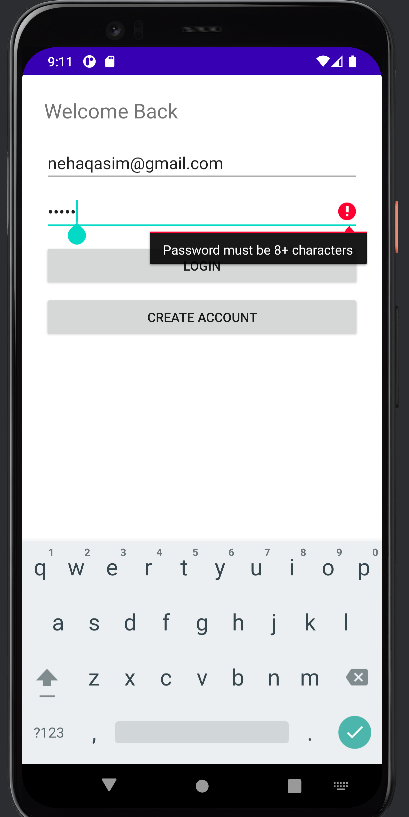 9:11
Welcome Back
nehaqasim@gmail.com
•••••
Password must be 8+ characters
LOGIN
CREATE ACCOUNT
1 2 3 4 5 6 7 8 9 0
q w e r t y u i o p
a s d f g h j k l
z x c v b n m
?123 , .